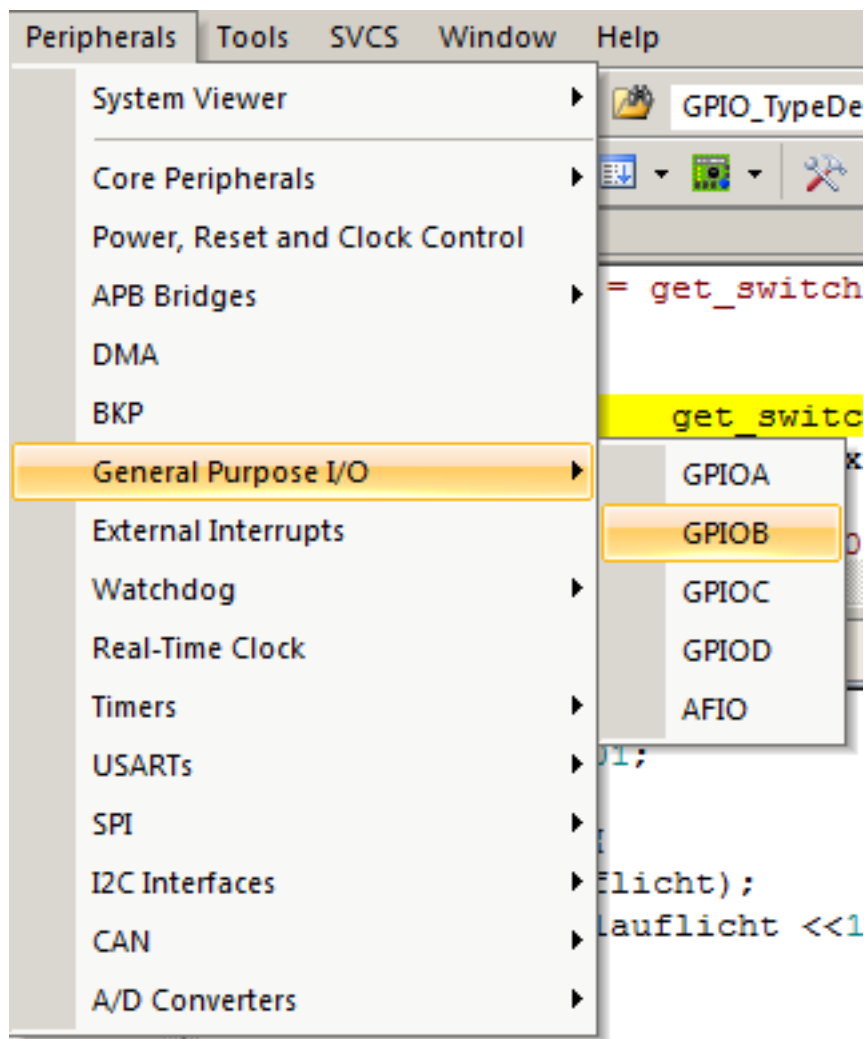 Peripherals Tools SVCS Window Help
System Viewer
GPIO_TypeDe
Core Peripherals
Power, Reset and Clock Control
APB Bridges
= get_switch
DMA
BKP
get_switc
General Purpose I/O
GPIOA
External Interrupts
GPIOB
Watchdog
GPIOC
Real-Time Clock
GPIOD
Timers
AFIO
01;
USARTs
SPI
I2C Interfaces
flicht);
lauflicht <<1
CAN
A/D Converters